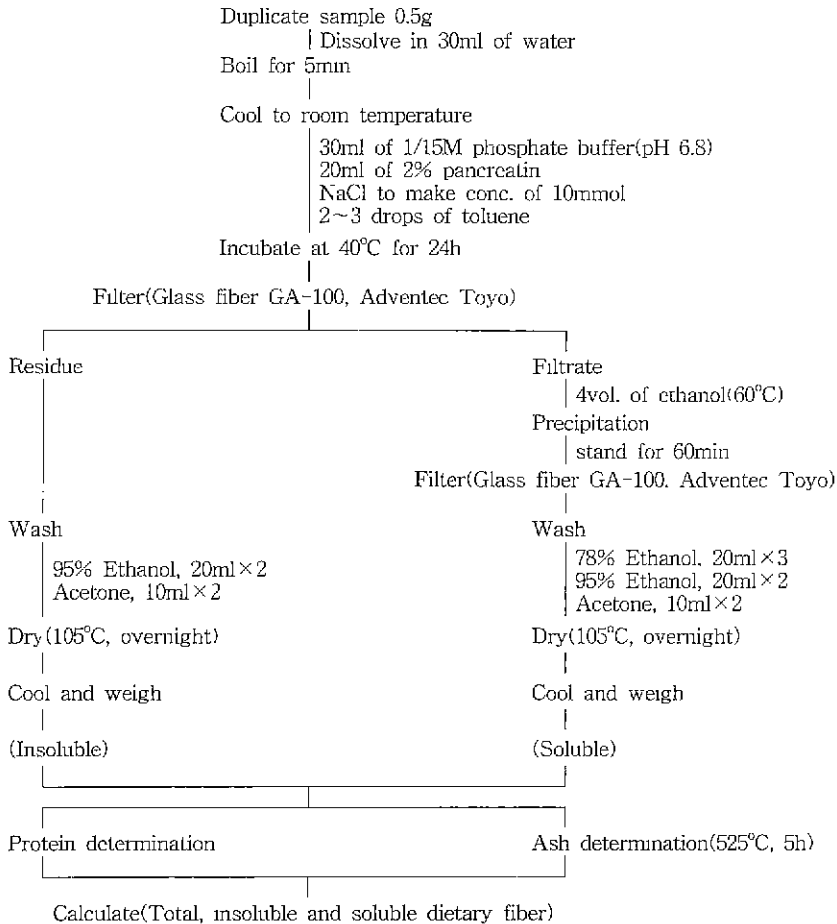 Duplicate sample 0.5g
Dissolve in 30ml of water
Boil for 5min
Cool to room temperature
30ml of 1/15M phosphate buffer(pH 6.8)
20ml of 2% pancreatin
NaCl to make conc. of 10mmol
2~3 drops of toluene
Incubate at 40°C for 24h
Filter(Glass fiber GA-100, Adventec Toyo)
Residue
Filtrate
4vol. of ethanol(60°C)
Precipitation
stand for 60min
Filter(Glass fiber GA-100. Adventec Toyo)
Wash
95% Ethanol, 20ml×2
Acetone, 10ml×2
Dry(105°C, overnight)
Cool and weigh
(Insoluble)
Wash
78% Ethanol, 20ml×3
95% Ethanol, 20ml×2
Acetone, 10ml×2
Dry(105°C, overnight)
Cool and weigh
(Soluble)
Protein determination
Ash determination(525°C, 5h)
Calculate(Total, insoluble and soluble dietary fiber)